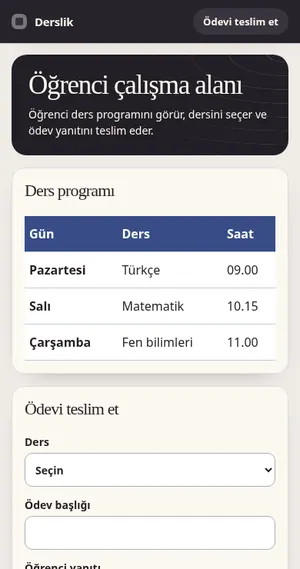 Derslik
Ödevi teslim et
Öğrenci çalışma alanı
Öğrenci ders programını görür, dersini seçer ve
ödev yanıtını teslim eder.
Ders programı
Gün Ders Saat
Pazartesi Türkçe 09.00
Salı Matematik 10.15
Çarşamba Fen bilimleri 11.00
Ödevi teslim et
Ders
Seçin
Ödev başlığı
Öğrenci yanıtı